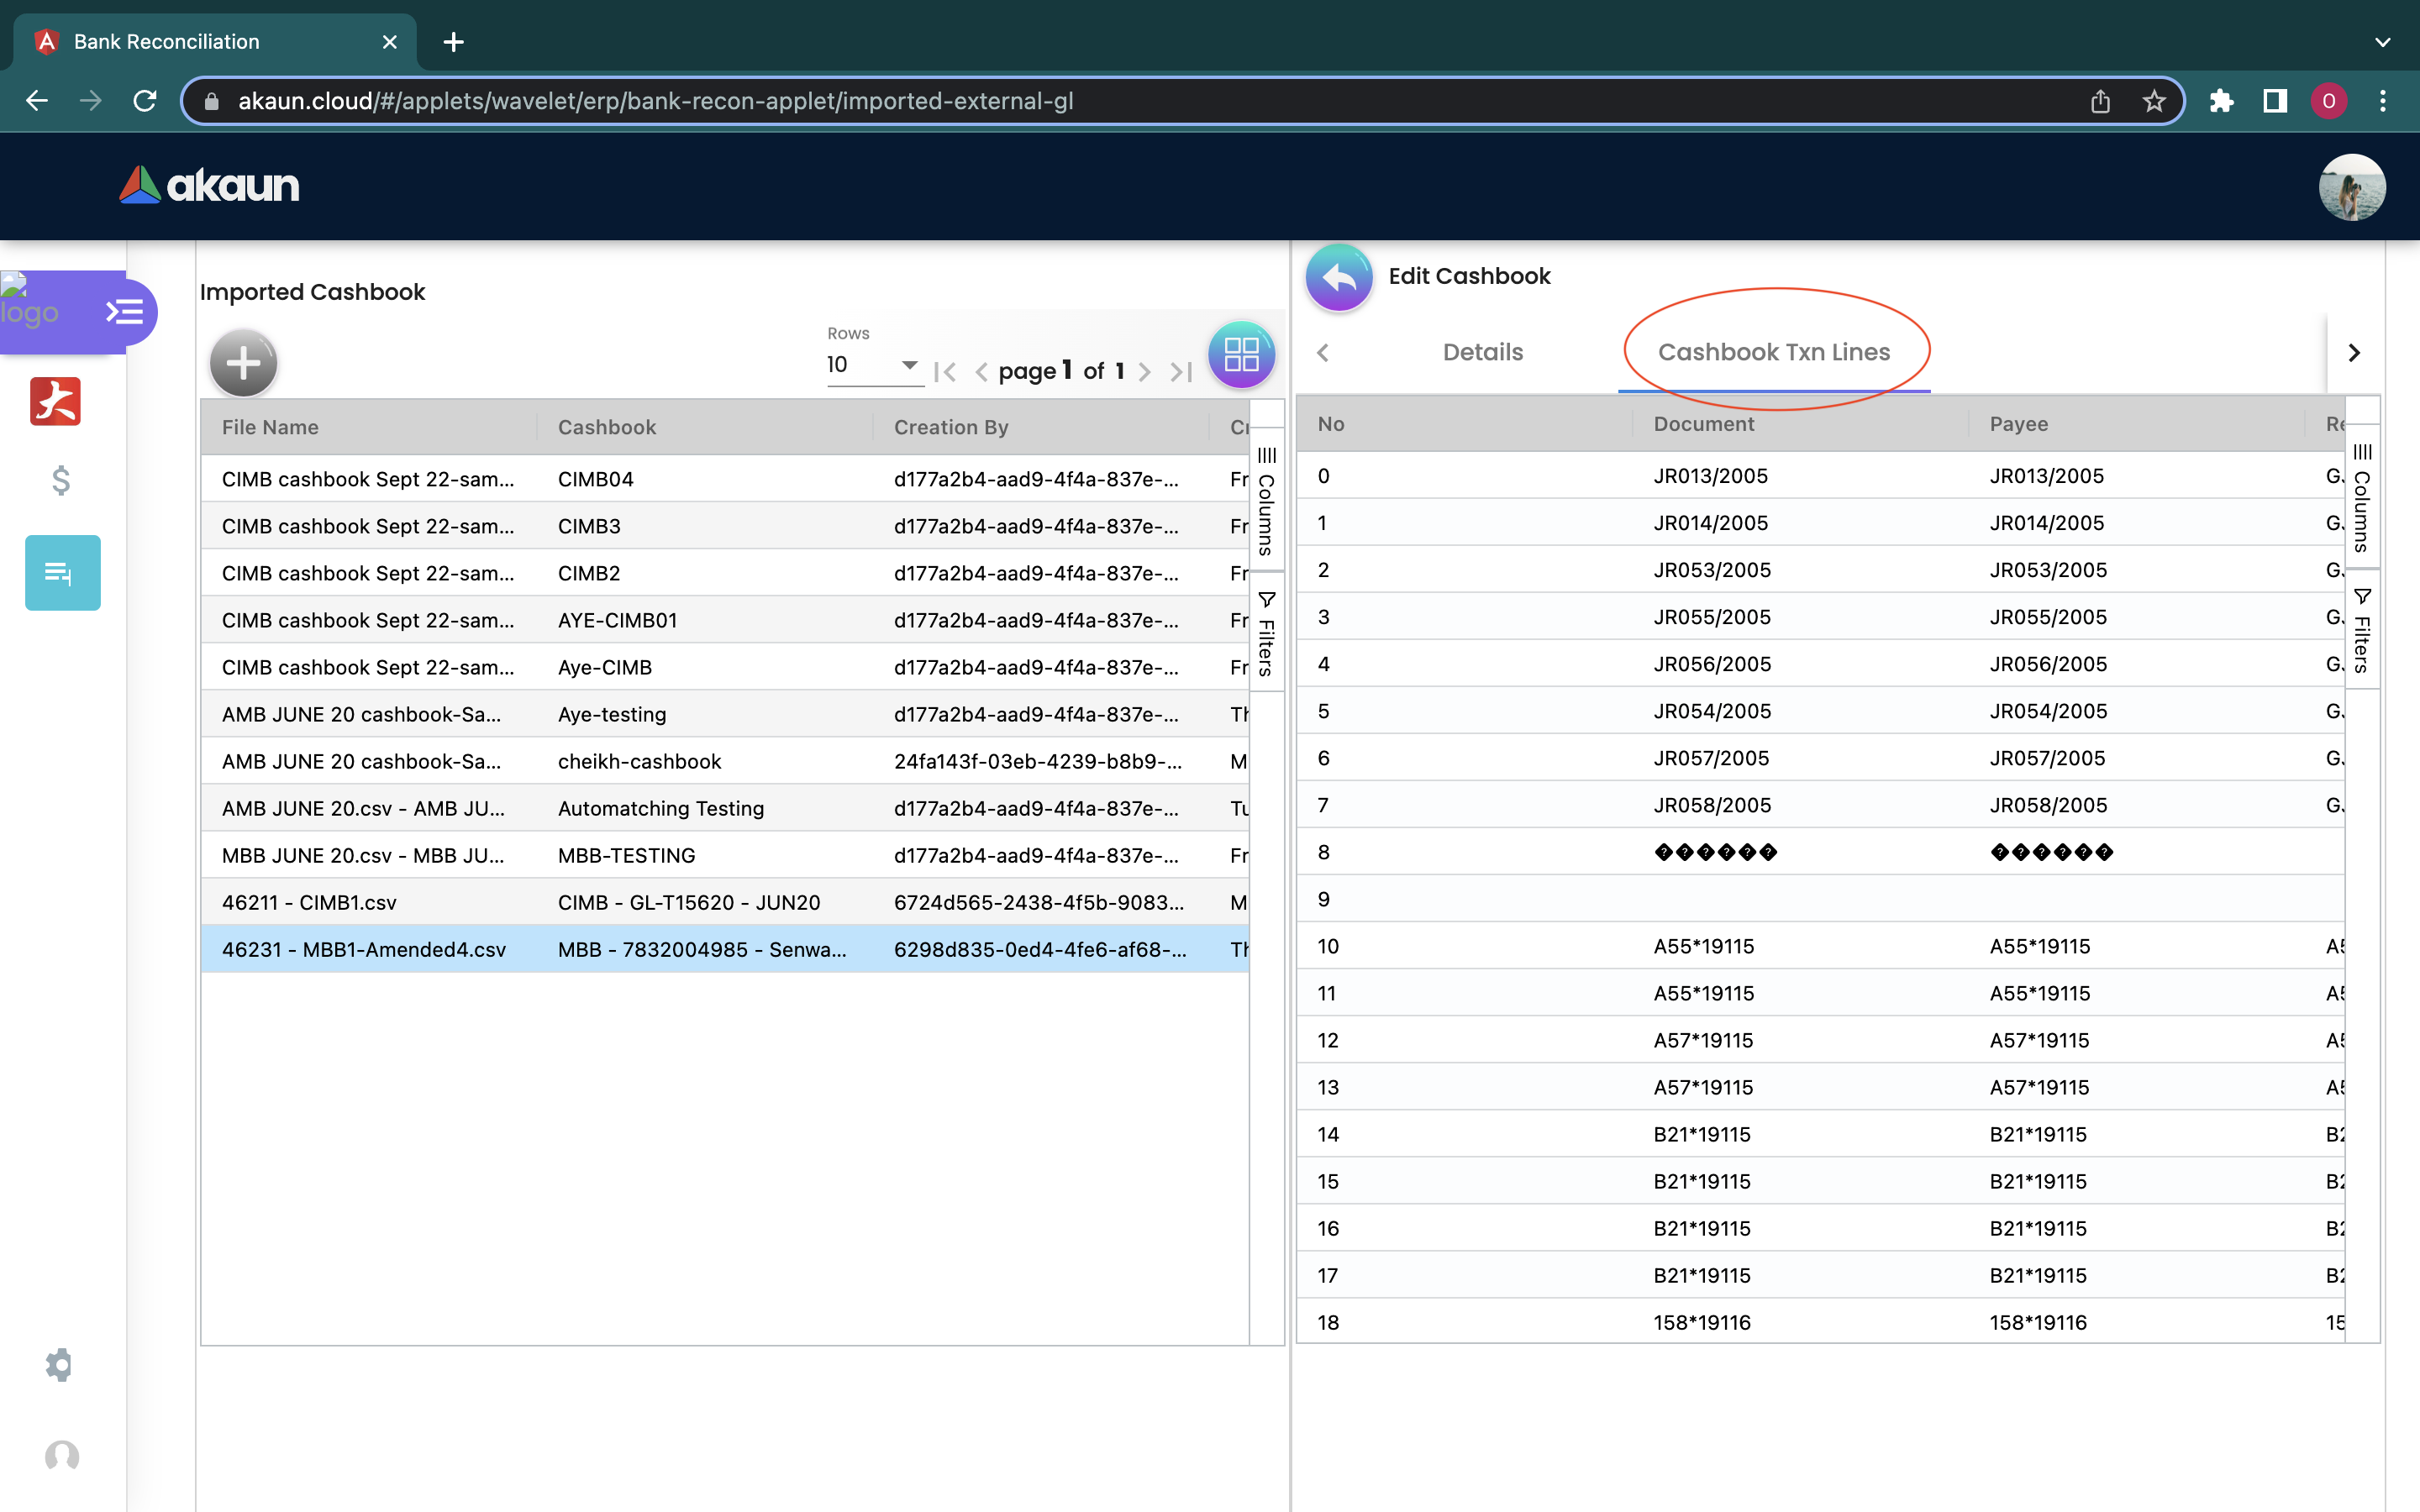 Bank Reconciliation
akaun.cloud/#/applets/wavelet/erp/bank-recon-applet/imported-external-gl
O
akaun
logo
Imported Cashbook
Rows
10
page 1 of 1
File Name Cashbook Creation By Cr
CIMB cashbook Sept 22-sam... CIMB04 d177a2b4-aad9-4f4a-837e-... Fr
CIMB cashbook Sept 22-sam... CIMB3 d177a2b4-aad9-4f4a-837e-... Fr
CIMB cashbook Sept 22-sam... CIMB2 d177a2b4-aad9-4f4a-837e-... Fr
CIMB cashbook Sept 22-sam... AYE-CIMB01 d177a2b4-aad9-4f4a-837e-... Fr
CIMB cashbook Sept 22-sam... Aye-CIMB d177a2b4-aad9-4f4a-837e-... Fr
AMB JUNE 20 cashbook-Sa... Aye-testing d177a2b4-aad9-4f4a-837e-... Th
AMB JUNE 20 cashbook-Sa... cheikh-cashbook 24fa143f-03eb-4239-b8b9-... M
AMB JUNE 20.csv - AMB JU... Automatching Testing d177a2b4-aad9-4f4a-837e-... Tu
MBB JUNE 20.csv - MBB JU... MBB-TESTING d177a2b4-aad9-4f4a-837e-... Fr
46211 - CIMB1.csv CIMB - GL-T15620 - JUN20 6724d565-2438-4f5b-9083... M
46231 - MBB1-Amended4.csv MBB - 7832004985 - Senwa... 6298d835-0ed4-4fe6-af68-... Th
Columns
Filters
Edit Cashbook
Details Cashbook Txn Lines
No Document Payee Re
0 JR013/2005 JR013/2005 GJ
1 JR014/2005 JR014/2005 GJ
2 JR053/2005 JR053/2005 GJ
3 JR055/2005 JR055/2005 GJ
4 JR056/2005 JR056/2005 GJ
5 JR054/2005 JR054/2005 GJ
6 JR057/2005 JR057/2005 GJ
7 JR058/2005 JR058/2005 GJ
8 ������ ������
9
10 A55*19115 A55*19115 A5
11 A55*19115 A55*19115 A5
12 A57*19115 A57*19115 A5
13 A57*19115 A57*19115 A5
14 B21*19115 B21*19115 B2
15 B21*19115 B21*19115 B2
16 B21*19115 B21*19115 B2
17 B21*19115 B21*19115 B2
18 158*19116 158*19116 15
Columns
Filters